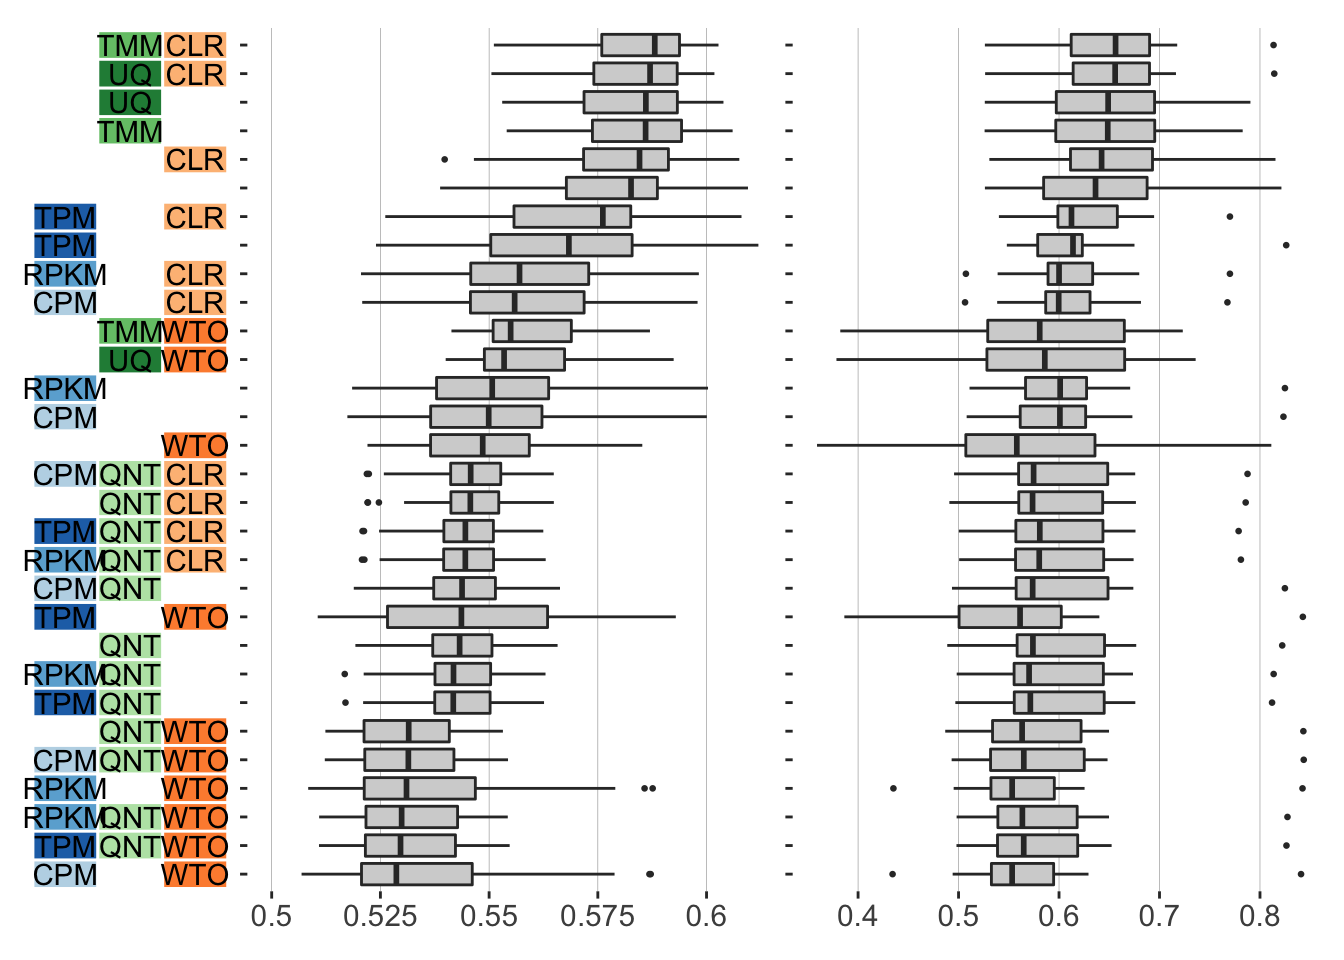 TMM CLR
UQ CLR
UQ
TMM
CLR
TPM CLR
TPM
RPKM CLR
CPM CLR
TMM WTO
UQ WTO
RPKM
CPM
WTO
CPM QNT CLR
QNT CLR
TPM QNT CLR
RPKM QNT CLR
CPM QNT
TPM WTO
QNT
RPKM QNT
TPM QNT
QNT WTO
CPM QNT WTO
RPKM WTO
RPKM QNT WTO
TPM QNT WTO
CPM WTO
0.5 0.525 0.55 0.575 0.6 0.4 0.5 0.6 0.7 0.8